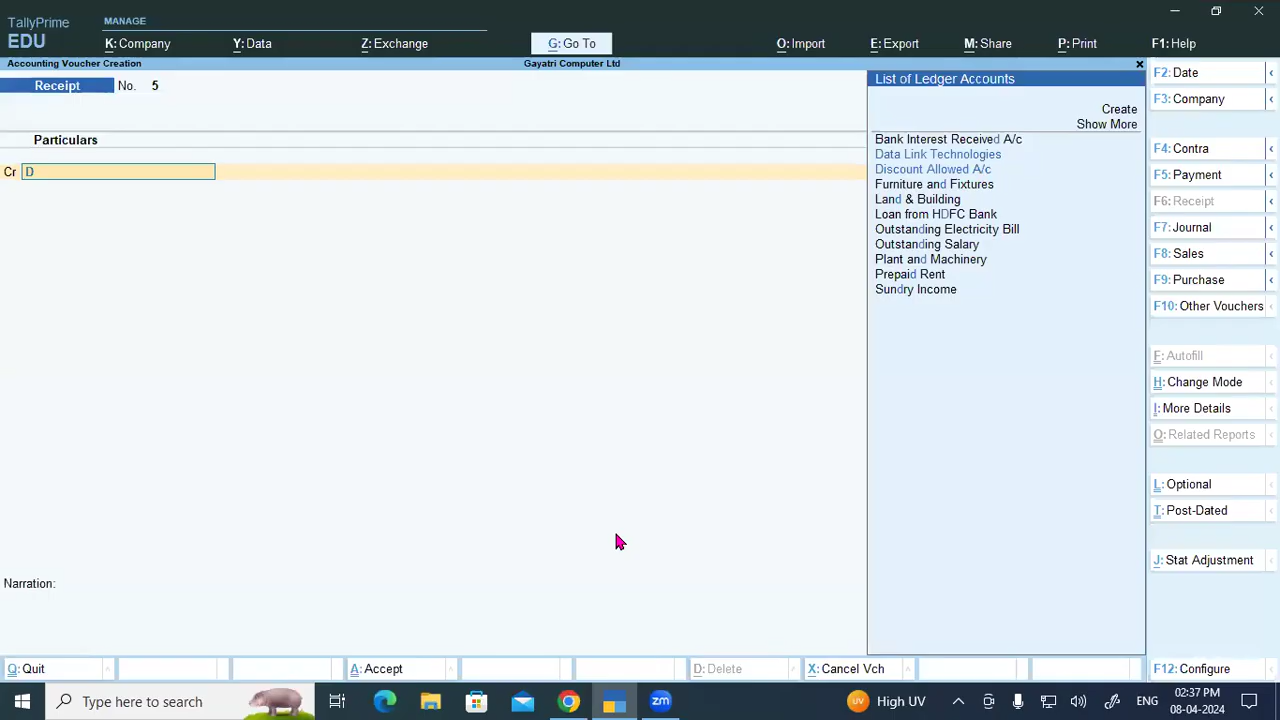 TallyPrime
EDU
MANAGE
K: Company
Y: Data
Z: Exchange
G: Go To
O: Import
E: Export
M: Share
P: Print
F1: Help
Accounting Voucher Creation
Gayatri Computer Ltd
×
Receipt No. 5
Particulars
Cr D
Narration:
List of Ledger Accounts
Create
Show More
Bank Interest Received A/c
Data Link Technologies
Discount Allowed A/c
Furniture and Fixtures
Land & Building
Loan from HDFC Bank
Outstanding Electricity Bill
Outstanding Salary
Plant and Machinery
Prepaid Rent
Sundry Income
F2: Date
F3: Company
F4: Contra
F5: Payment
F6: Receipt
F7: Journal
F8: Sales
F9: Purchase
F10: Other Vouchers
F: Autofill
H: Change Mode
I: More Details
O: Related Reports
L: Optional
T: Post-Dated
J: Stat Adjustment
Q: Quit
A: Accept
D: Delete
X: Cancel Vch
F12: Configure
Type here to search
zm
UV
High UV
ENG
02:37 PM
08-04-2024